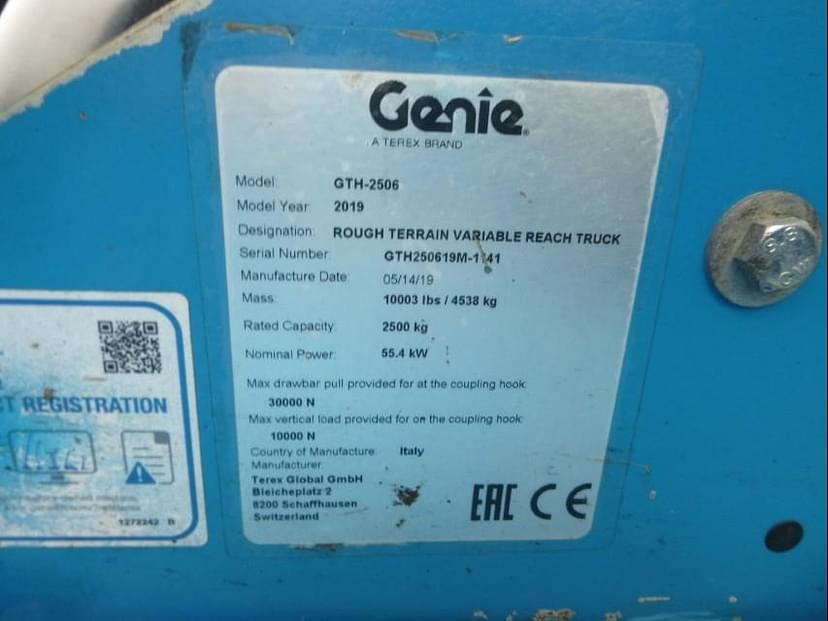 Genie®
A TEREX BRAND
Model: GTH-2506
Model Year: 2019
Designation: ROUGH TERRAIN VARIABLE REACH TRUCK
Serial Number:
Manufacture Date: 05/14/19
Mass: 10003 lbs / 4538 kg
Rated Capacity: 2500 kg
Nominal Power: 55.4 kW
Max drawbar pull provided for at the coupling hook:
30000 N
Max vertical load provided for on the coupling hook:
10000 N
Country of Manufacture: Italy
Manufacturer:
Terex Global GmbH
Bleicheplatz 2
8200 Schaffhausen
Switzerland
EAC CE
REGISTRATION
1272242 B